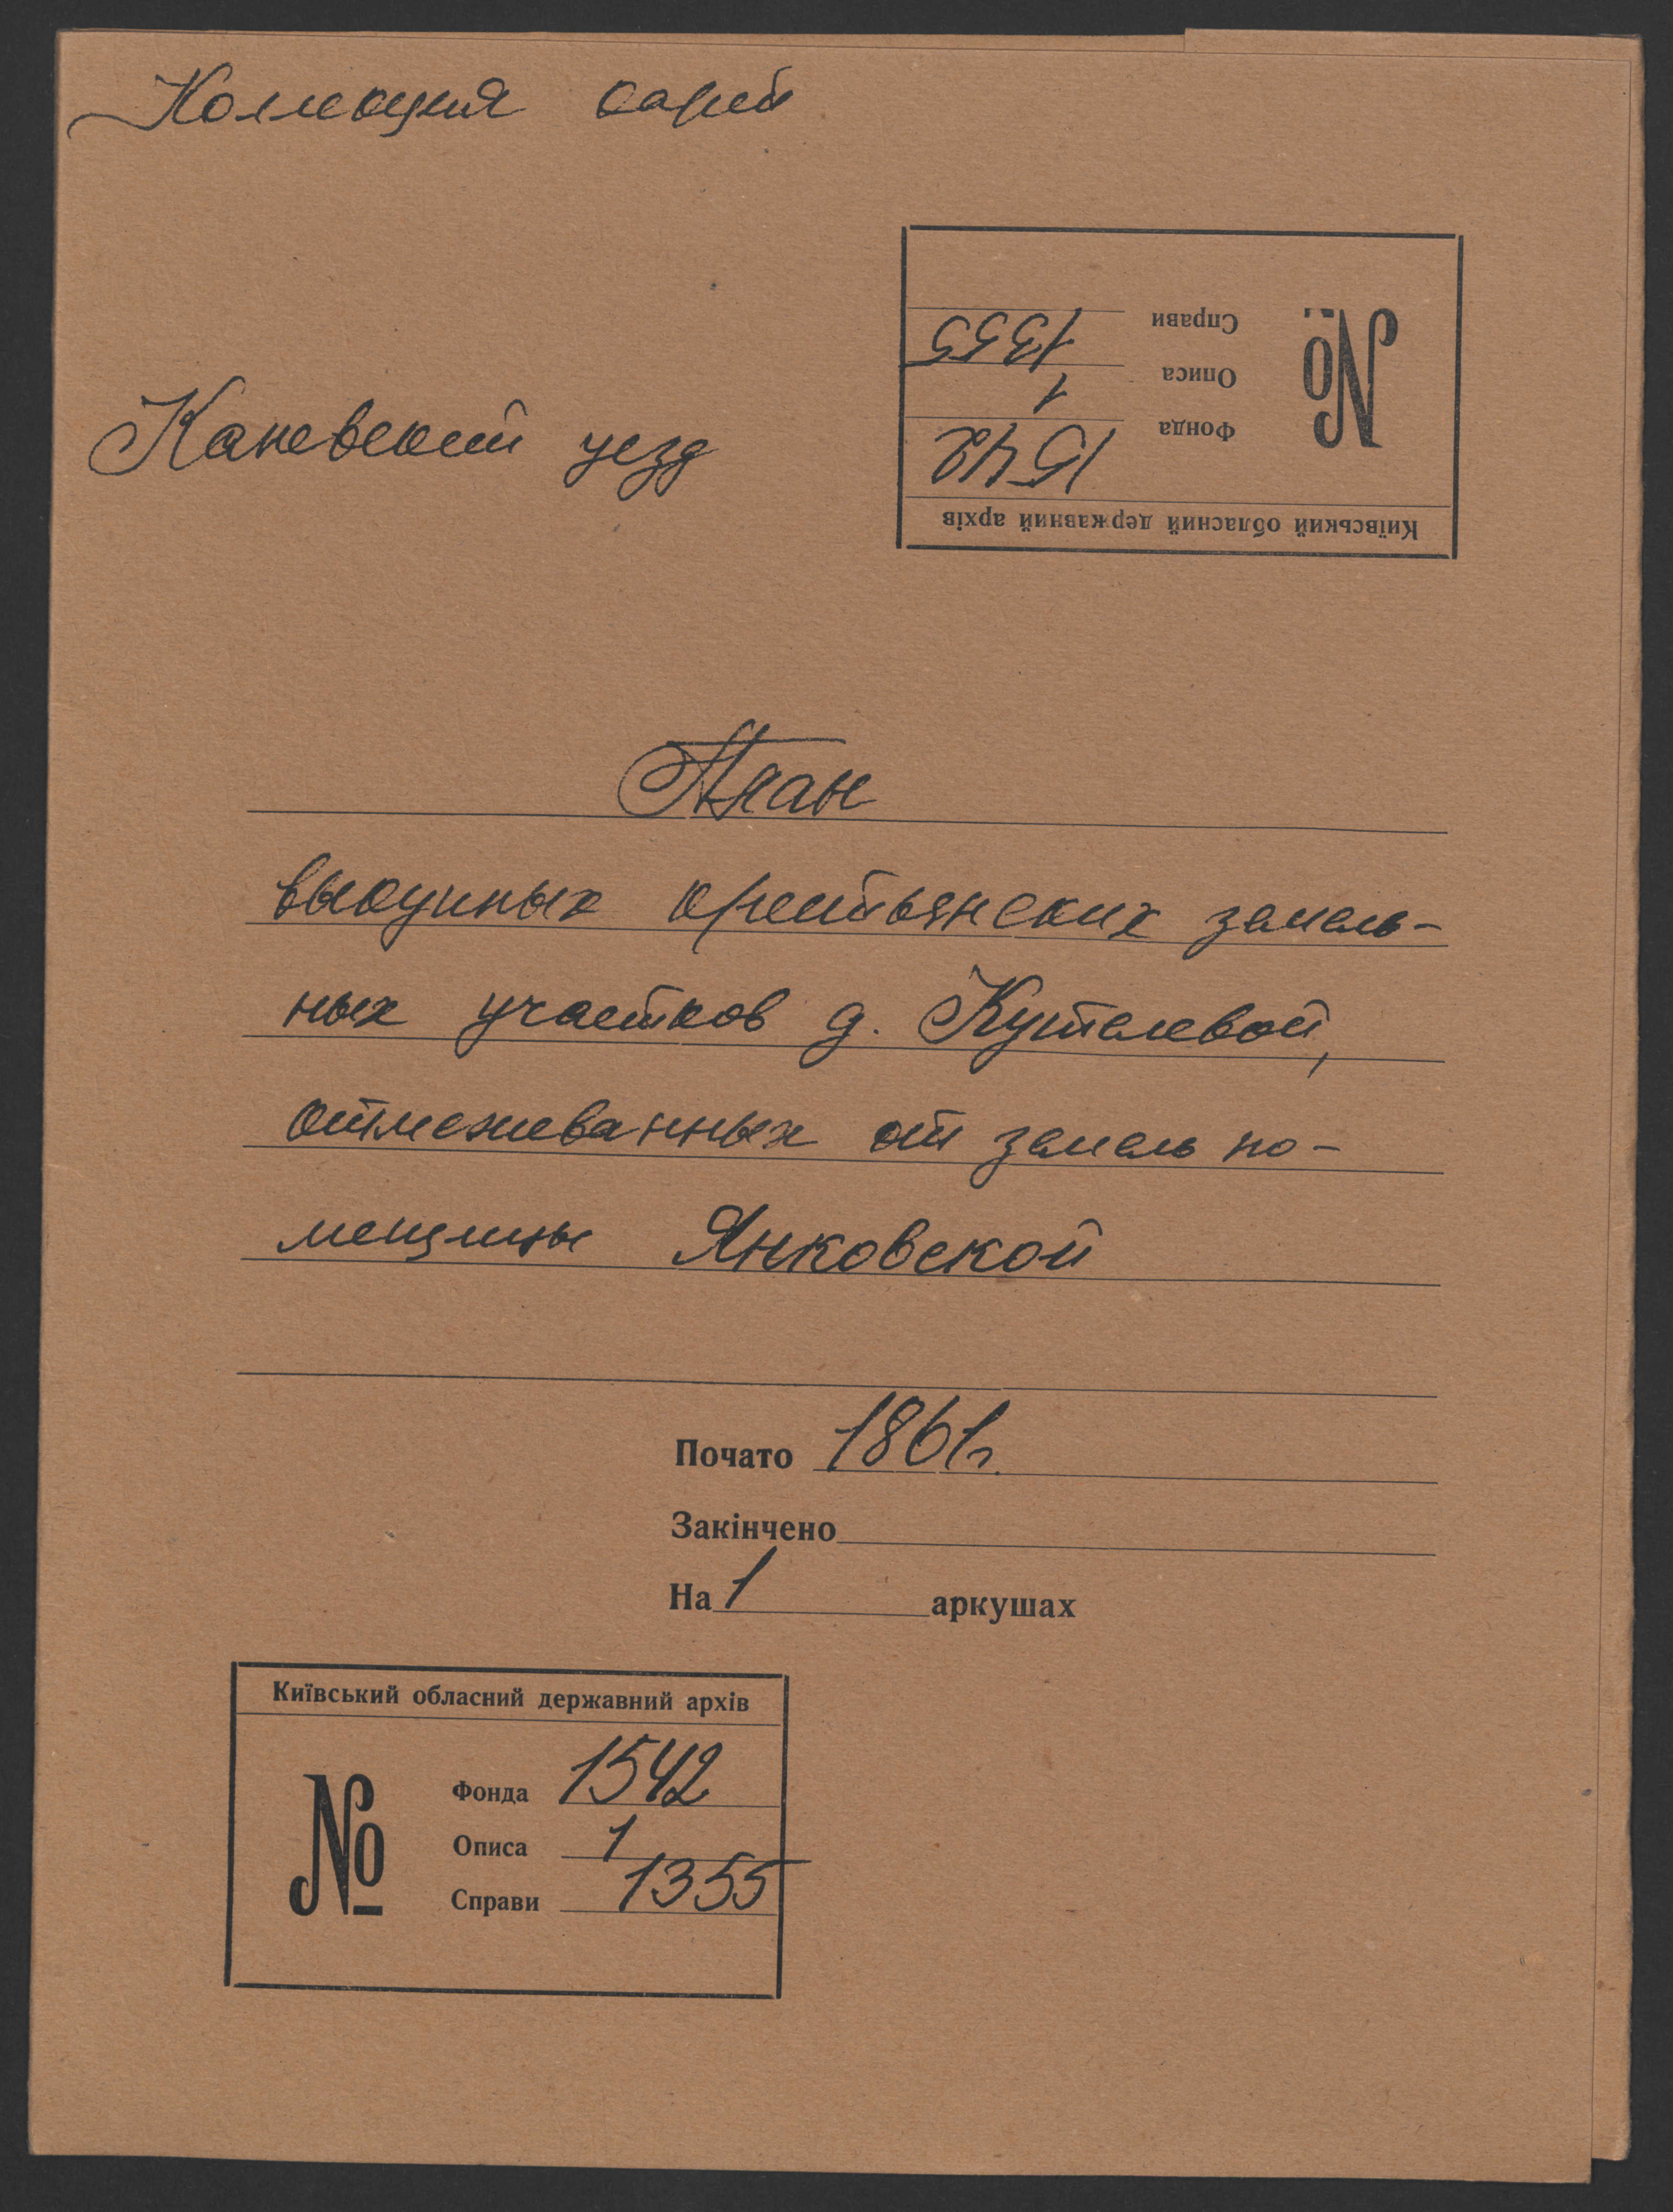 Коллекция карт
Київський обласний державний архів
Фонда 1542
Описа 1
Справи 1355
№
Каневский уезд
План
выкупных крестьянских земель-
ных участков д. Кутелевой,
отмежеванных от земель по-
мещицы Янковской
Почато 1861г.
Закінчено
На 1 аркушах
Київський обласний державний архів
№
Фонда 1542
Описа 1
Справи 1355